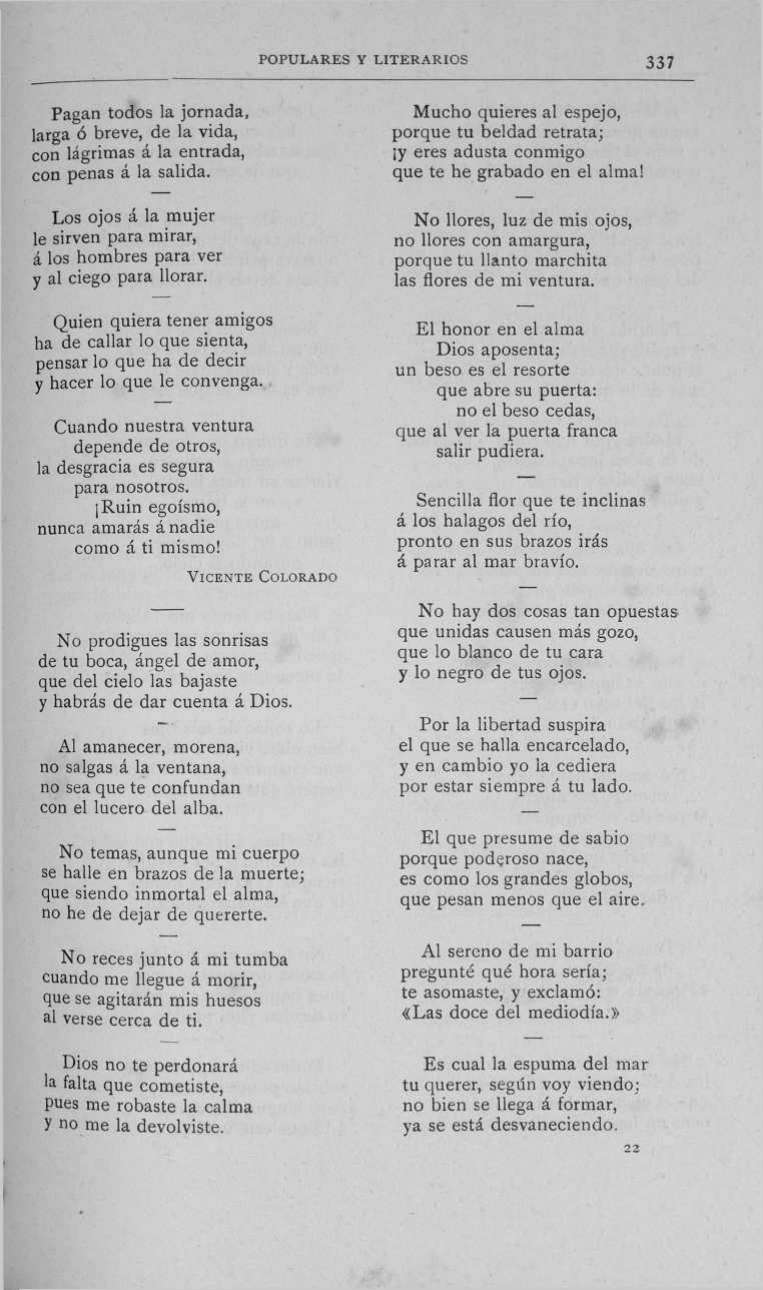 POPULARES Y LITERARIOS 337
Pagan todos la jornada,
larga ó breve, de la vida,
con lágrimas á la entrada,
con penas á la salida.
—
Los ojos á la mujer
le sirven para mirar,
á los hombres para ver
y al ciego para llorar.
—
Quien quiera tener amigos
ha de callar lo que sienta,
pensar lo que ha de decir
y hacer lo que le convenga.
—
Cuando nuestra ventura
depende de otros,
la desgracia es segura
para nosotros.
¡Ruin egoísmo,
nunca amarás á nadie
como á ti mismo!
VICENTE COLORADO
—
No prodigues las sonrisas
de tu boca, ángel de amor,
que del cielo las bajaste
y habrás de dar cuenta á Dios.
—
Al amanecer, morena,
no salgas á la ventana,
no sea que te confundan
con el lucero del alba.
—
No temas, aunque mi cuerpo
se halle en brazos de la muerte;
que siendo inmortal el alma,
no he de dejar de quererte.
—
No reces junto á mi tumba
cuando me llegue á morir,
que se agitarán mis huesos
al verse cerca de ti.
—
Dios no te perdonará
la falta que cometiste,
pues me robaste la calma
y no me la devolviste.
Mucho quieres al espejo,
porque tu beldad retrata;
¡y eres adusta conmigo
que te he grabado en el alma!
—
No llores, luz de mis ojos,
no llores con amargura,
porque tu llanto marchita
las flores de mi ventura.
—
El honor en el alma
Dios aposenta;
un beso es el resorte
que abre su puerta:
no el beso cedas,
que al ver la puerta franca
salir pudiera.
—
Sencilla flor que te inclinas
á los halagos del río,
pronto en sus brazos irás
á parar al mar bravío.
—
No hay dos cosas tan opuestas
que unidas causen más gozo,
que lo blanco de tu cara
y lo negro de tus ojos.
—
Por la libertad suspira
el que se halla encarcelado,
y en cambio yo la cediera
por estar siempre á tu lado.
—
El que presume de sabio
porque poderoso nace,
es como los grandes globos,
que pesan menos que el aire.
—
Al sereno de mi barrio
pregunté qué hora sería;
te asomaste, y exclamó:
«Las doce del mediodía.»
—
Es cual la espuma del mar
tu querer, según voy viendo;
no bien se llega á formar,
ya se está desvaneciendo.
22